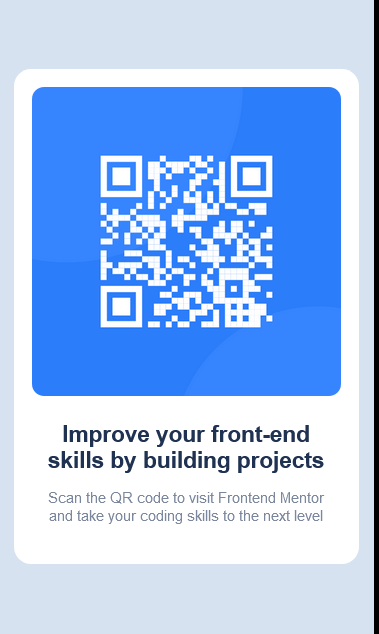 Improve your front-end
skills by building projects
Scan the QR code to visit Frontend Mentor
and take your coding skills to the next level